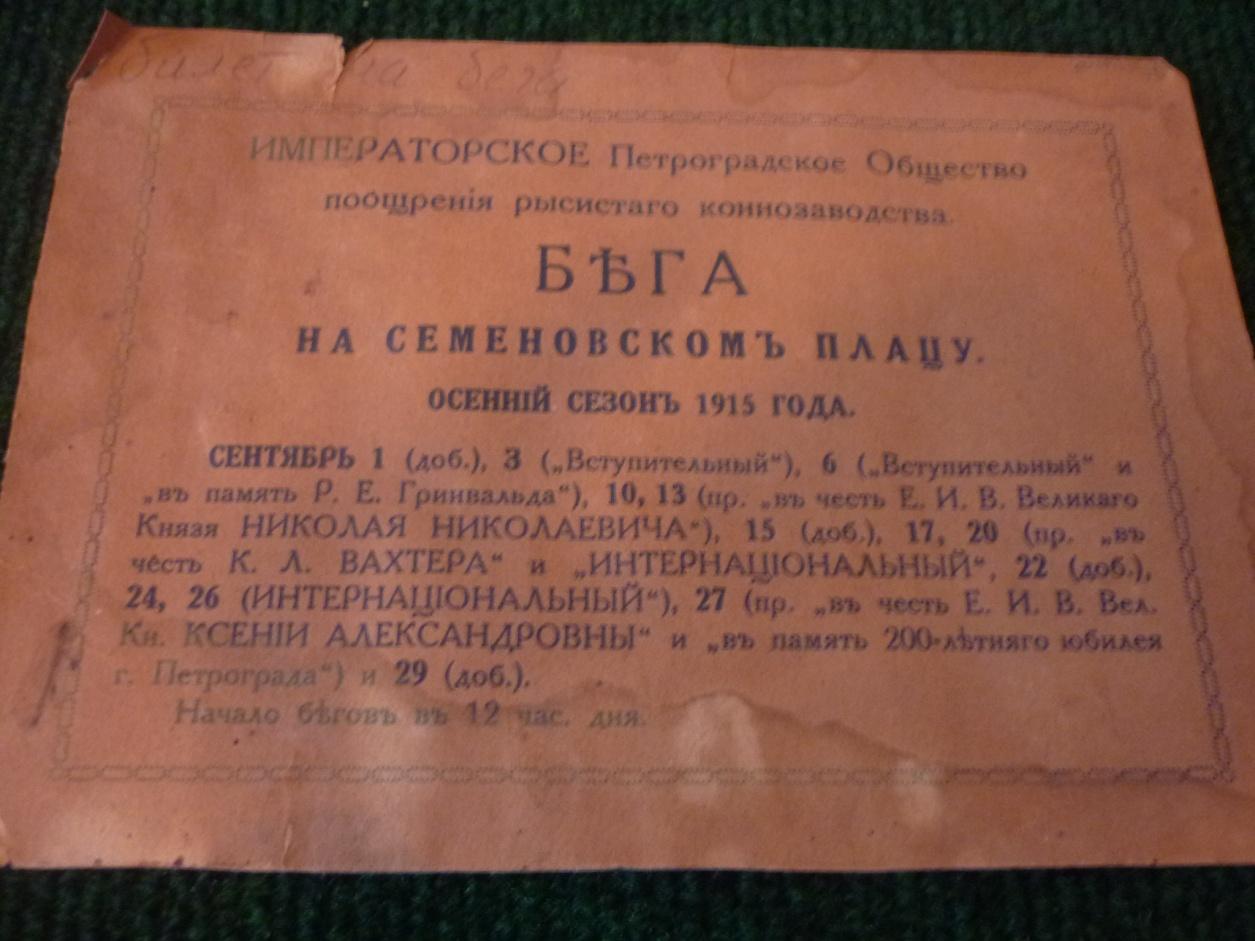 билет на бега
ИМПЕРАТОРСКОЕ Петроградское Общество
поощренія рысистаго коннозаводства.
БѢГА
НА СЕМЕНОВСКОМЪ ПЛАЦУ.
ОСЕННІЙ СЕЗОНЪ 1915 ГОДА.
СЕНТЯБРЬ 1 (доб.), 3 („Вступительный“), 6 („Вступительный“ и
„въ память Р. Е. Гринвальда“), 10, 13 (пр. „въ честь Е. И. В. Великаго
Князя НИКОЛАЯ НИКОЛАЕВИЧА“), 15 (доб.), 17, 20 (пр. „въ
честь К. Л. ВАХТЕРА“ и „ИНТЕРНАЦІОНАЛЬНЫЙ“, 22 (доб.),
24, 26 (ИНТЕРНАЦІОНАЛЬНЫЙ“), 27 (пр. „въ честь Е. И. В. Вел.
Кн. КСЕНІИ АЛЕКСАНДРОВНЫ“ и „въ память 200-лѣтняго юбилея
г. Петрограда“) и 29 (доб.).
Начало бѣговъ въ 12 час. дня.